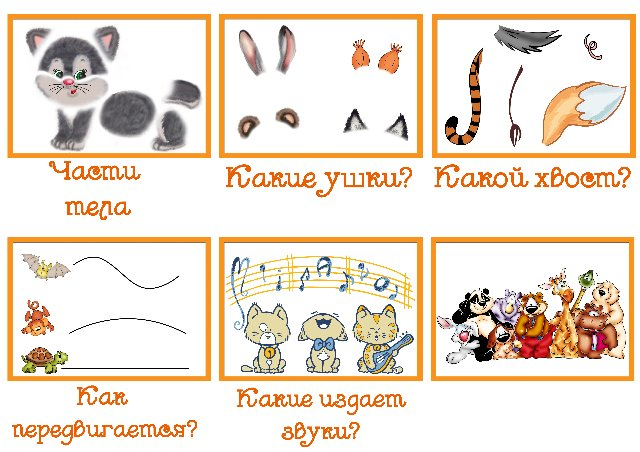 Части
тела
Какие ушки?
Какой хвост?
Как
передвигается?
Какие издает
звуки?